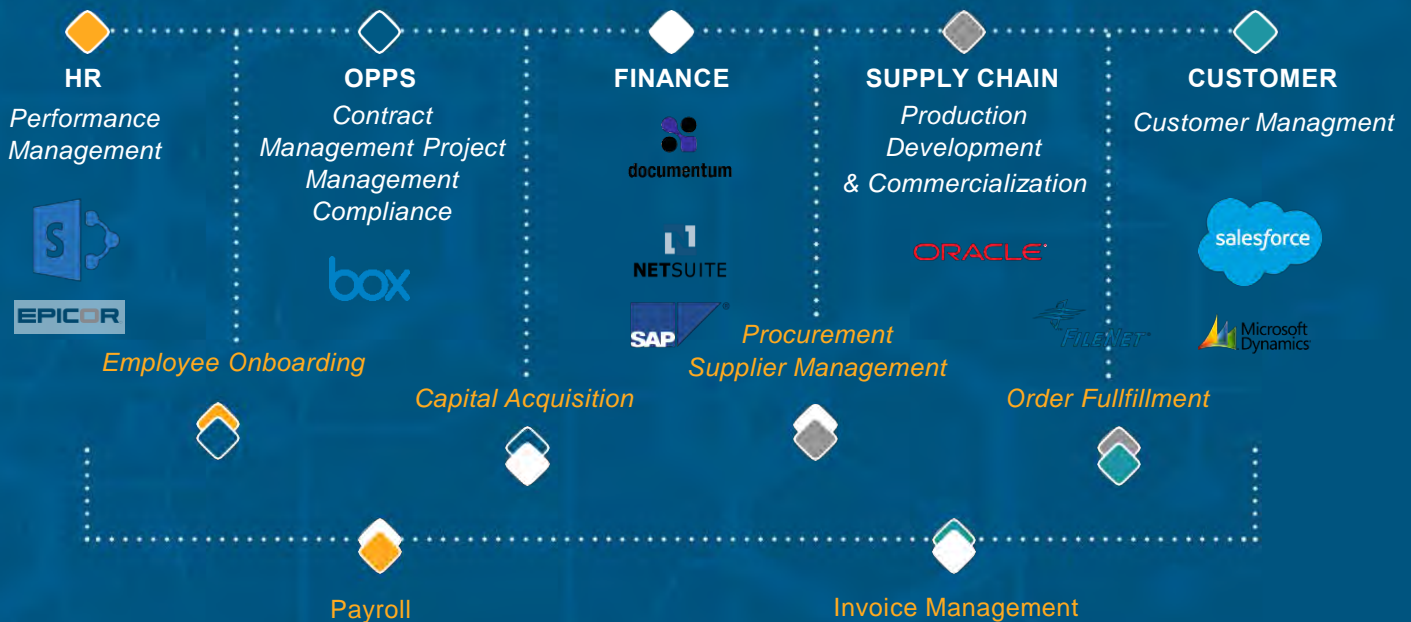 HR
Performance
Management
S
EPICOR
OPPS
Contract
Management Project
Management
Compliance
box
FINANCE
documentum
NETSUITE
SAP
SUPPLY CHAIN
Production
Development
& Commercialization
ORACLE
FILENET
CUSTOMER
Customer Managment
salesforce
Microsoft
Dynamics
Employee Onboarding
Capital Acquisition
Procurement
Supplier Management
Order Fullfillment
Payroll
Invoice Management